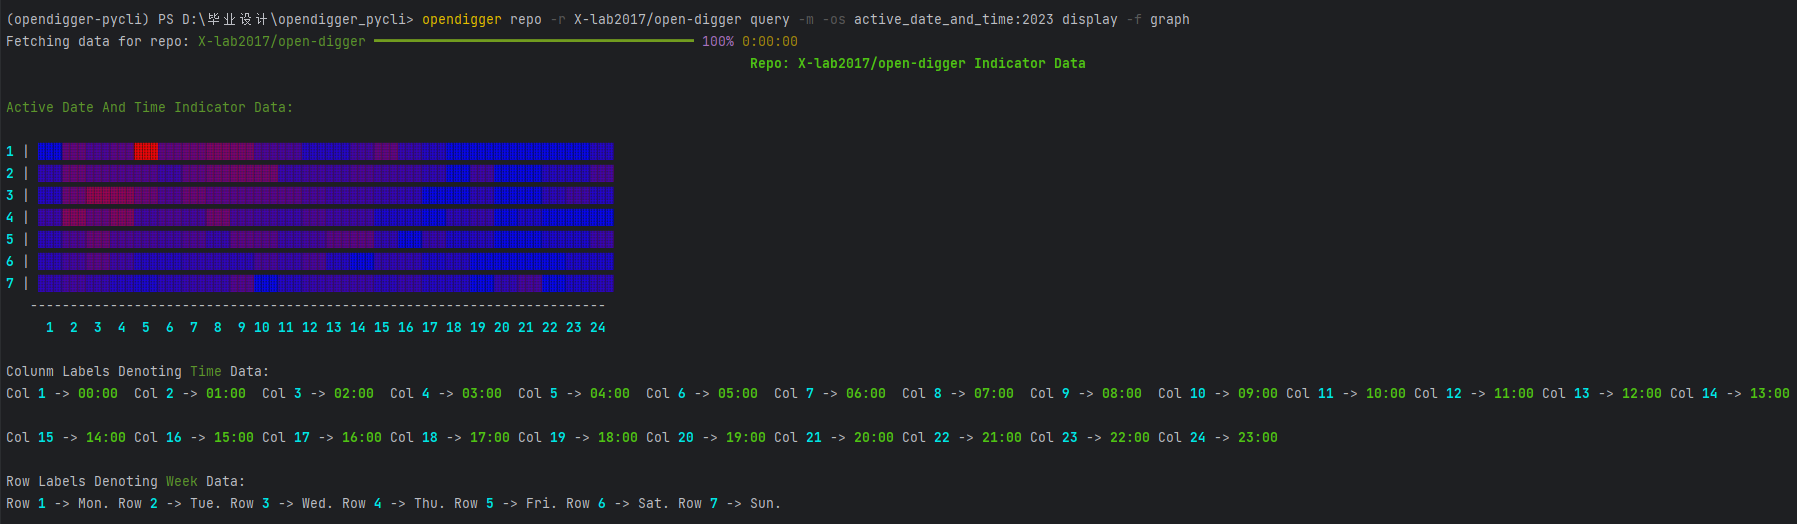 (opendigger-pycli) PS D:\毕业设计\opendigger_pycli> opendigger repo -r X-lab2017/open-digger query -m -os active_date_and_time:2023 display -f graph
Fetching data for repo: X-lab2017/open-digger 100% 0:00:00
Repo: X-lab2017/open-digger Indicator Data
Active Date And Time Indicator Data:
1 |
2 |
3 |
4 |
5 |
6 |
7 |
------------------------------------------------------------------------
1 2 3 4 5 6 7 8 9 10 11 12 13 14 15 16 17 18 19 20 21 22 23 24
Colunm Labels Denoting Time Data:
Col 1 -> 00:00 Col 2 -> 01:00 Col 3 -> 02:00 Col 4 -> 03:00 Col 5 -> 04:00 Col 6 -> 05:00 Col 7 -> 06:00 Col 8 -> 07:00 Col 9 -> 08:00 Col 10 -> 09:00 Col 11 -> 10:00 Col 12 -> 11:00 Col 13 -> 12:00 Col 14 -> 13:00
Col 15 -> 14:00 Col 16 -> 15:00 Col 17 -> 16:00 Col 18 -> 17:00 Col 19 -> 18:00 Col 20 -> 19:00 Col 21 -> 20:00 Col 22 -> 21:00 Col 23 -> 22:00 Col 24 -> 23:00
Row Labels Denoting Week Data:
Row 1 -> Mon. Row 2 -> Tue. Row 3 -> Wed. Row 4 -> Thu. Row 5 -> Fri. Row 6 -> Sat. Row 7 -> Sun.